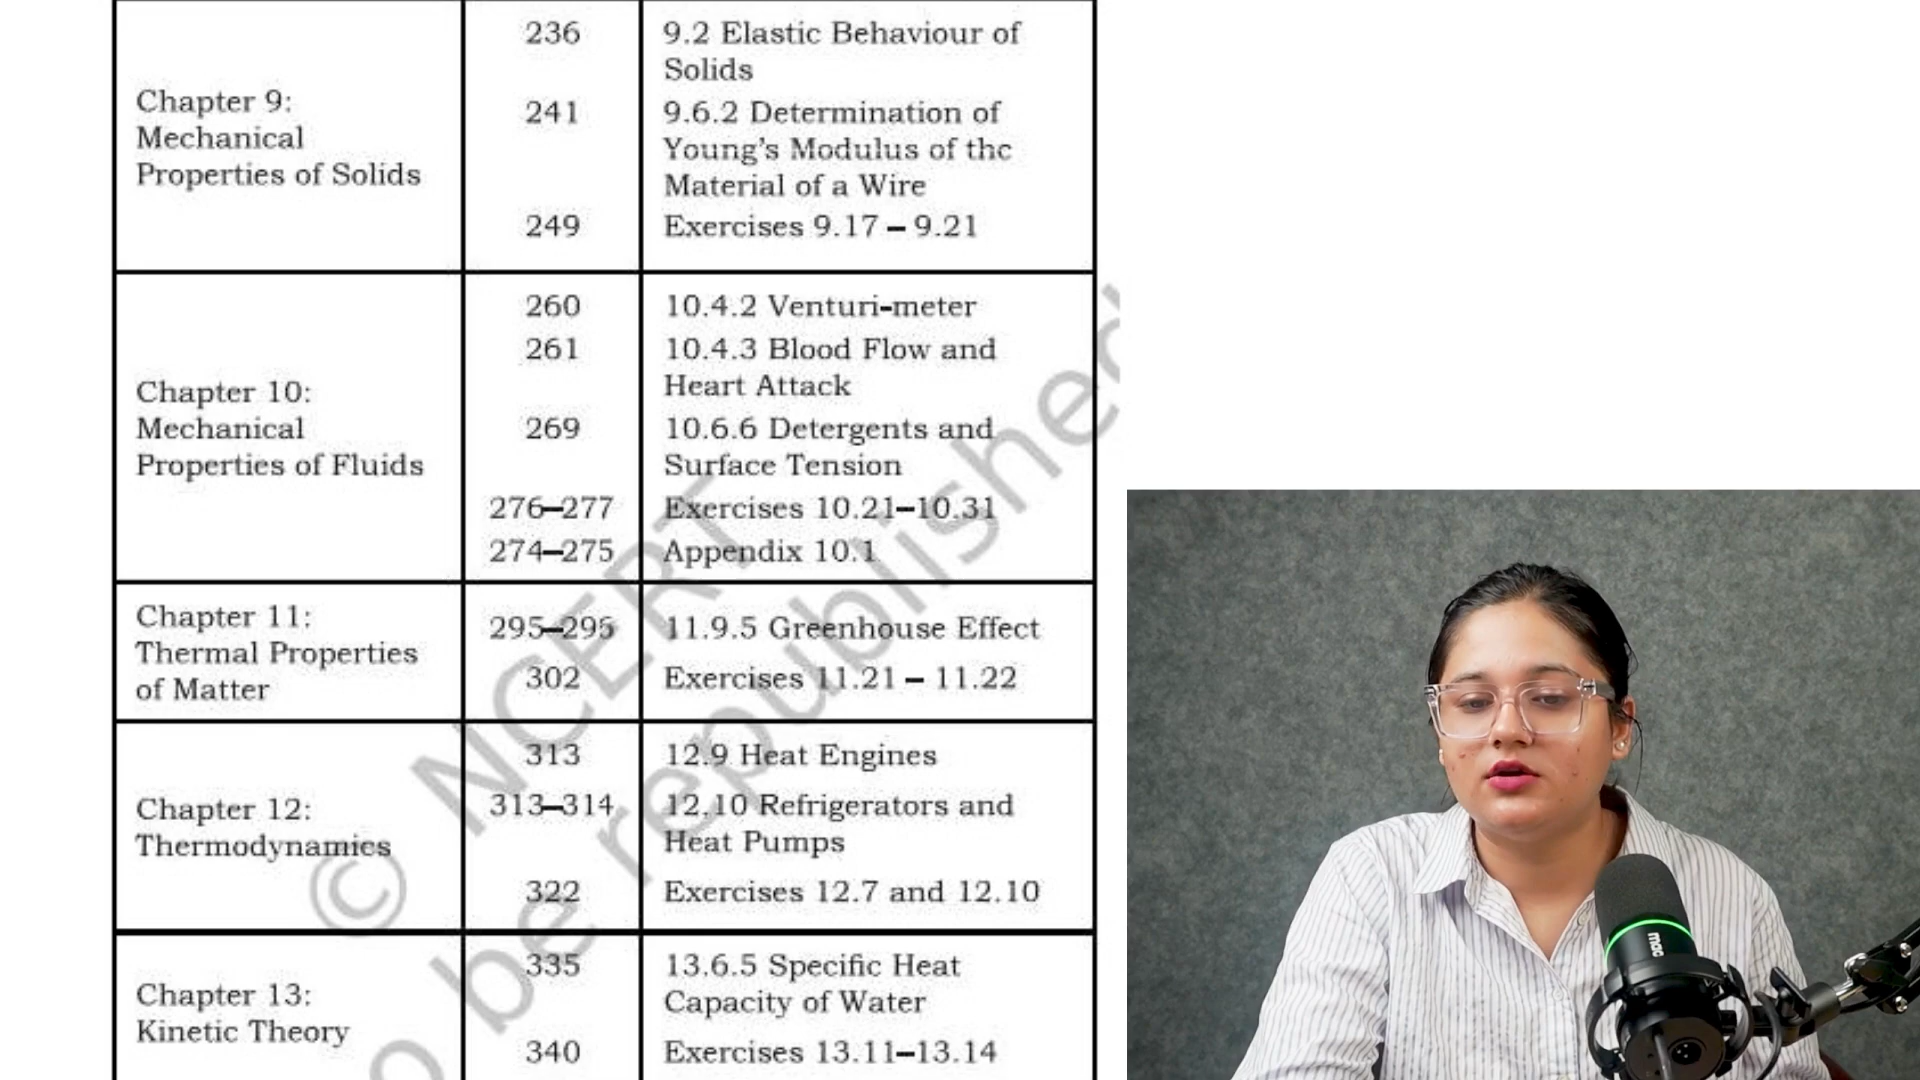 Chapter 9:
Mechanical
Properties of Solids
236
9.2 Elastic Behaviour of
Solids
241
9.6.2 Determination of
Young's Modulus of the
Material of a Wire
249
Exercises 9.17 – 9.21
Chapter 10:
Mechanical
Properties of Fluids
260
10.4.2 Venturi-meter
261
10.4.3 Blood Flow and
Heart Attack
269
10.6.6 Detergents and
Surface Tension
276–277
Exercises 10.21–10.31
274–275
Appendix 10.1
Chapter 11:
Thermal Properties
of Matter
295–296
11.9.5 Greenhouse Effect
302
Exercises 11.21 – 11.22
Chapter 12:
Thermodynamics
313
12.9 Heat Engines
313–314
12.10 Refrigerators and
Heat Pumps
322
Exercises 12.7 and 12.10
Chapter 13:
Kinetic Theory
335
13.6.5 Specific Heat
Capacity of Water
340
Exercises 13.11–13.14
© NCERT
o be republished
mac